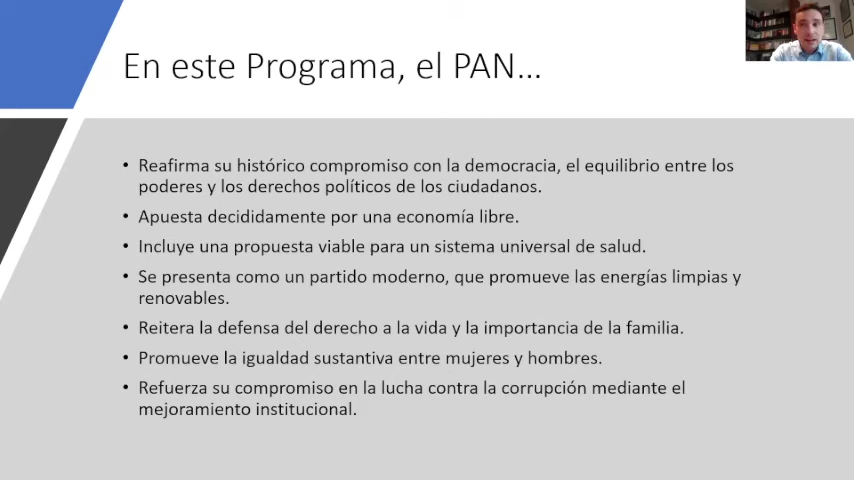 En este Programa, el PAN...
• Reafirma su histórico compromiso con la democracia, el equilibrio entre los
poderes y los derechos políticos de los ciudadanos.
• Apuesta decididamente por una economía libre.
• Incluye una propuesta viable para un sistema universal de salud.
• Se presenta como un partido moderno, que promueve las energías limpias y
renovables.
• Reitera la defensa del derecho a la vida y la importancia de la familia.
• Promueve la igualdad sustantiva entre mujeres y hombres.
• Refuerza su compromiso en la lucha contra la corrupción mediante el
mejoramiento institucional.